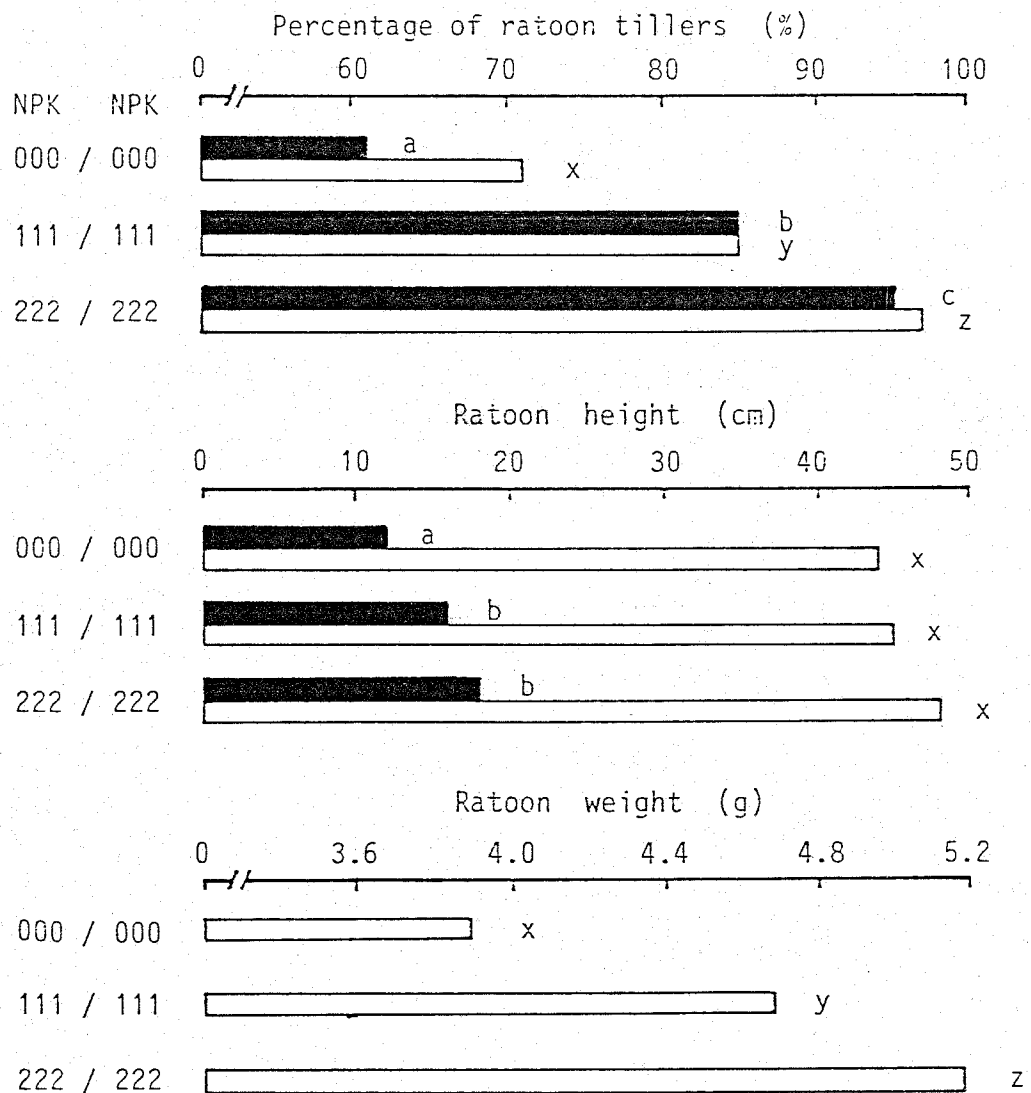 Percentage of ratoon tillers (%)
0 60 70 80 90 100
NPK NPK
000 / 000 a
x
111 / 111 b
y
222 / 222 c
z
Ratoon height (cm)
0 10 20 30 40 50
000 / 000 a
x
111 / 111 b
x
222 / 222 b
x
Ratoon weight (g)
0 3.6 4.0 4.4 4.8 5.2
000 / 000 x
111 / 111 y
222 / 222 z